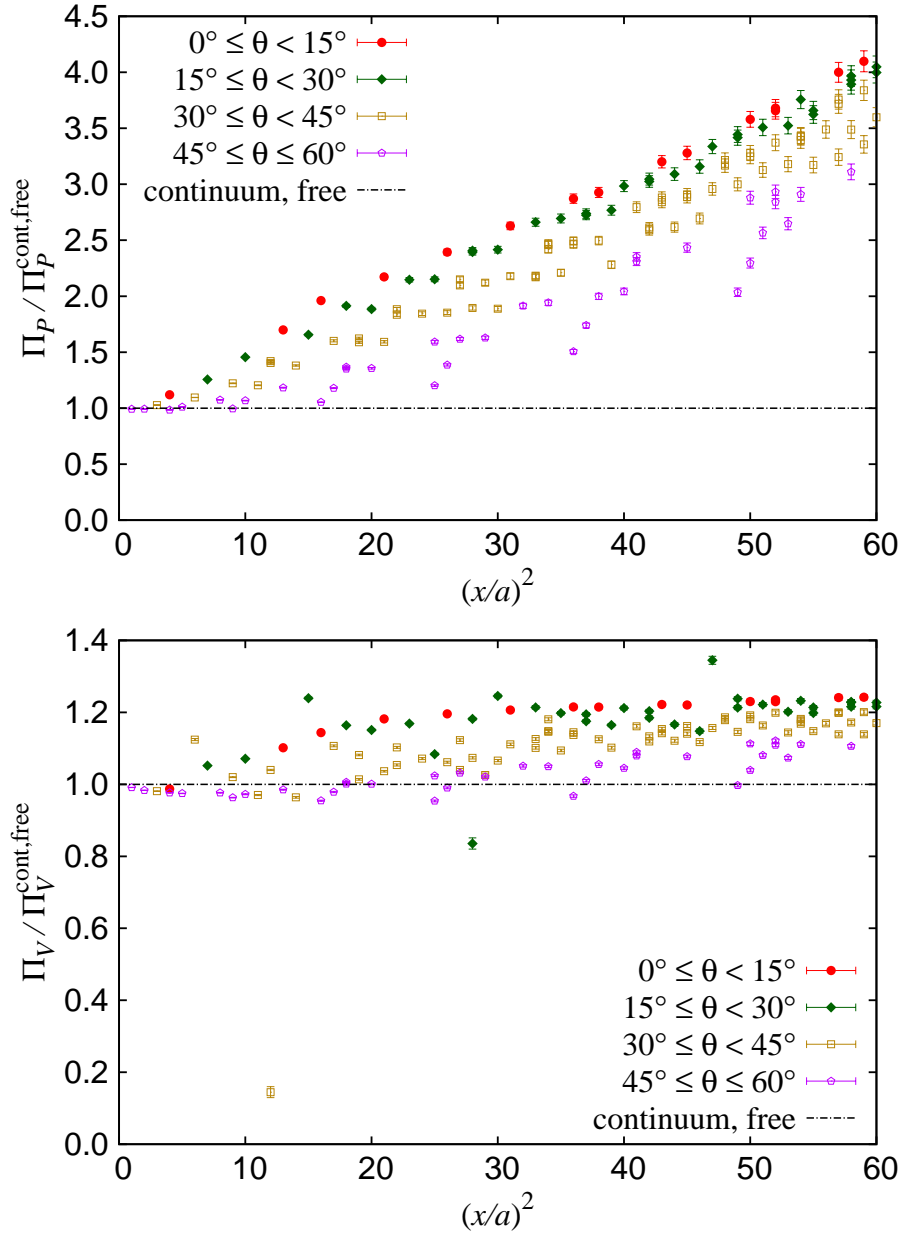 4.5
4.0
3.5
3.0
2.5
2.0
1.5
1.0
0.5
0.0
Π_P / Π_P^{cont,free}
0° ≤ θ < 15°
15° ≤ θ < 30°
30° ≤ θ < 45°
45° ≤ θ ≤ 60°
continuum, free
0 10 20 30 40 50 60
(x/a)^2
1.4
1.2
1.0
0.8
0.6
0.4
0.2
0.0
Π_V / Π_V^{cont,free}
0° ≤ θ < 15°
15° ≤ θ < 30°
30° ≤ θ < 45°
45° ≤ θ ≤ 60°
continuum, free
0 10 20 30 40 50 60
(x/a)^2